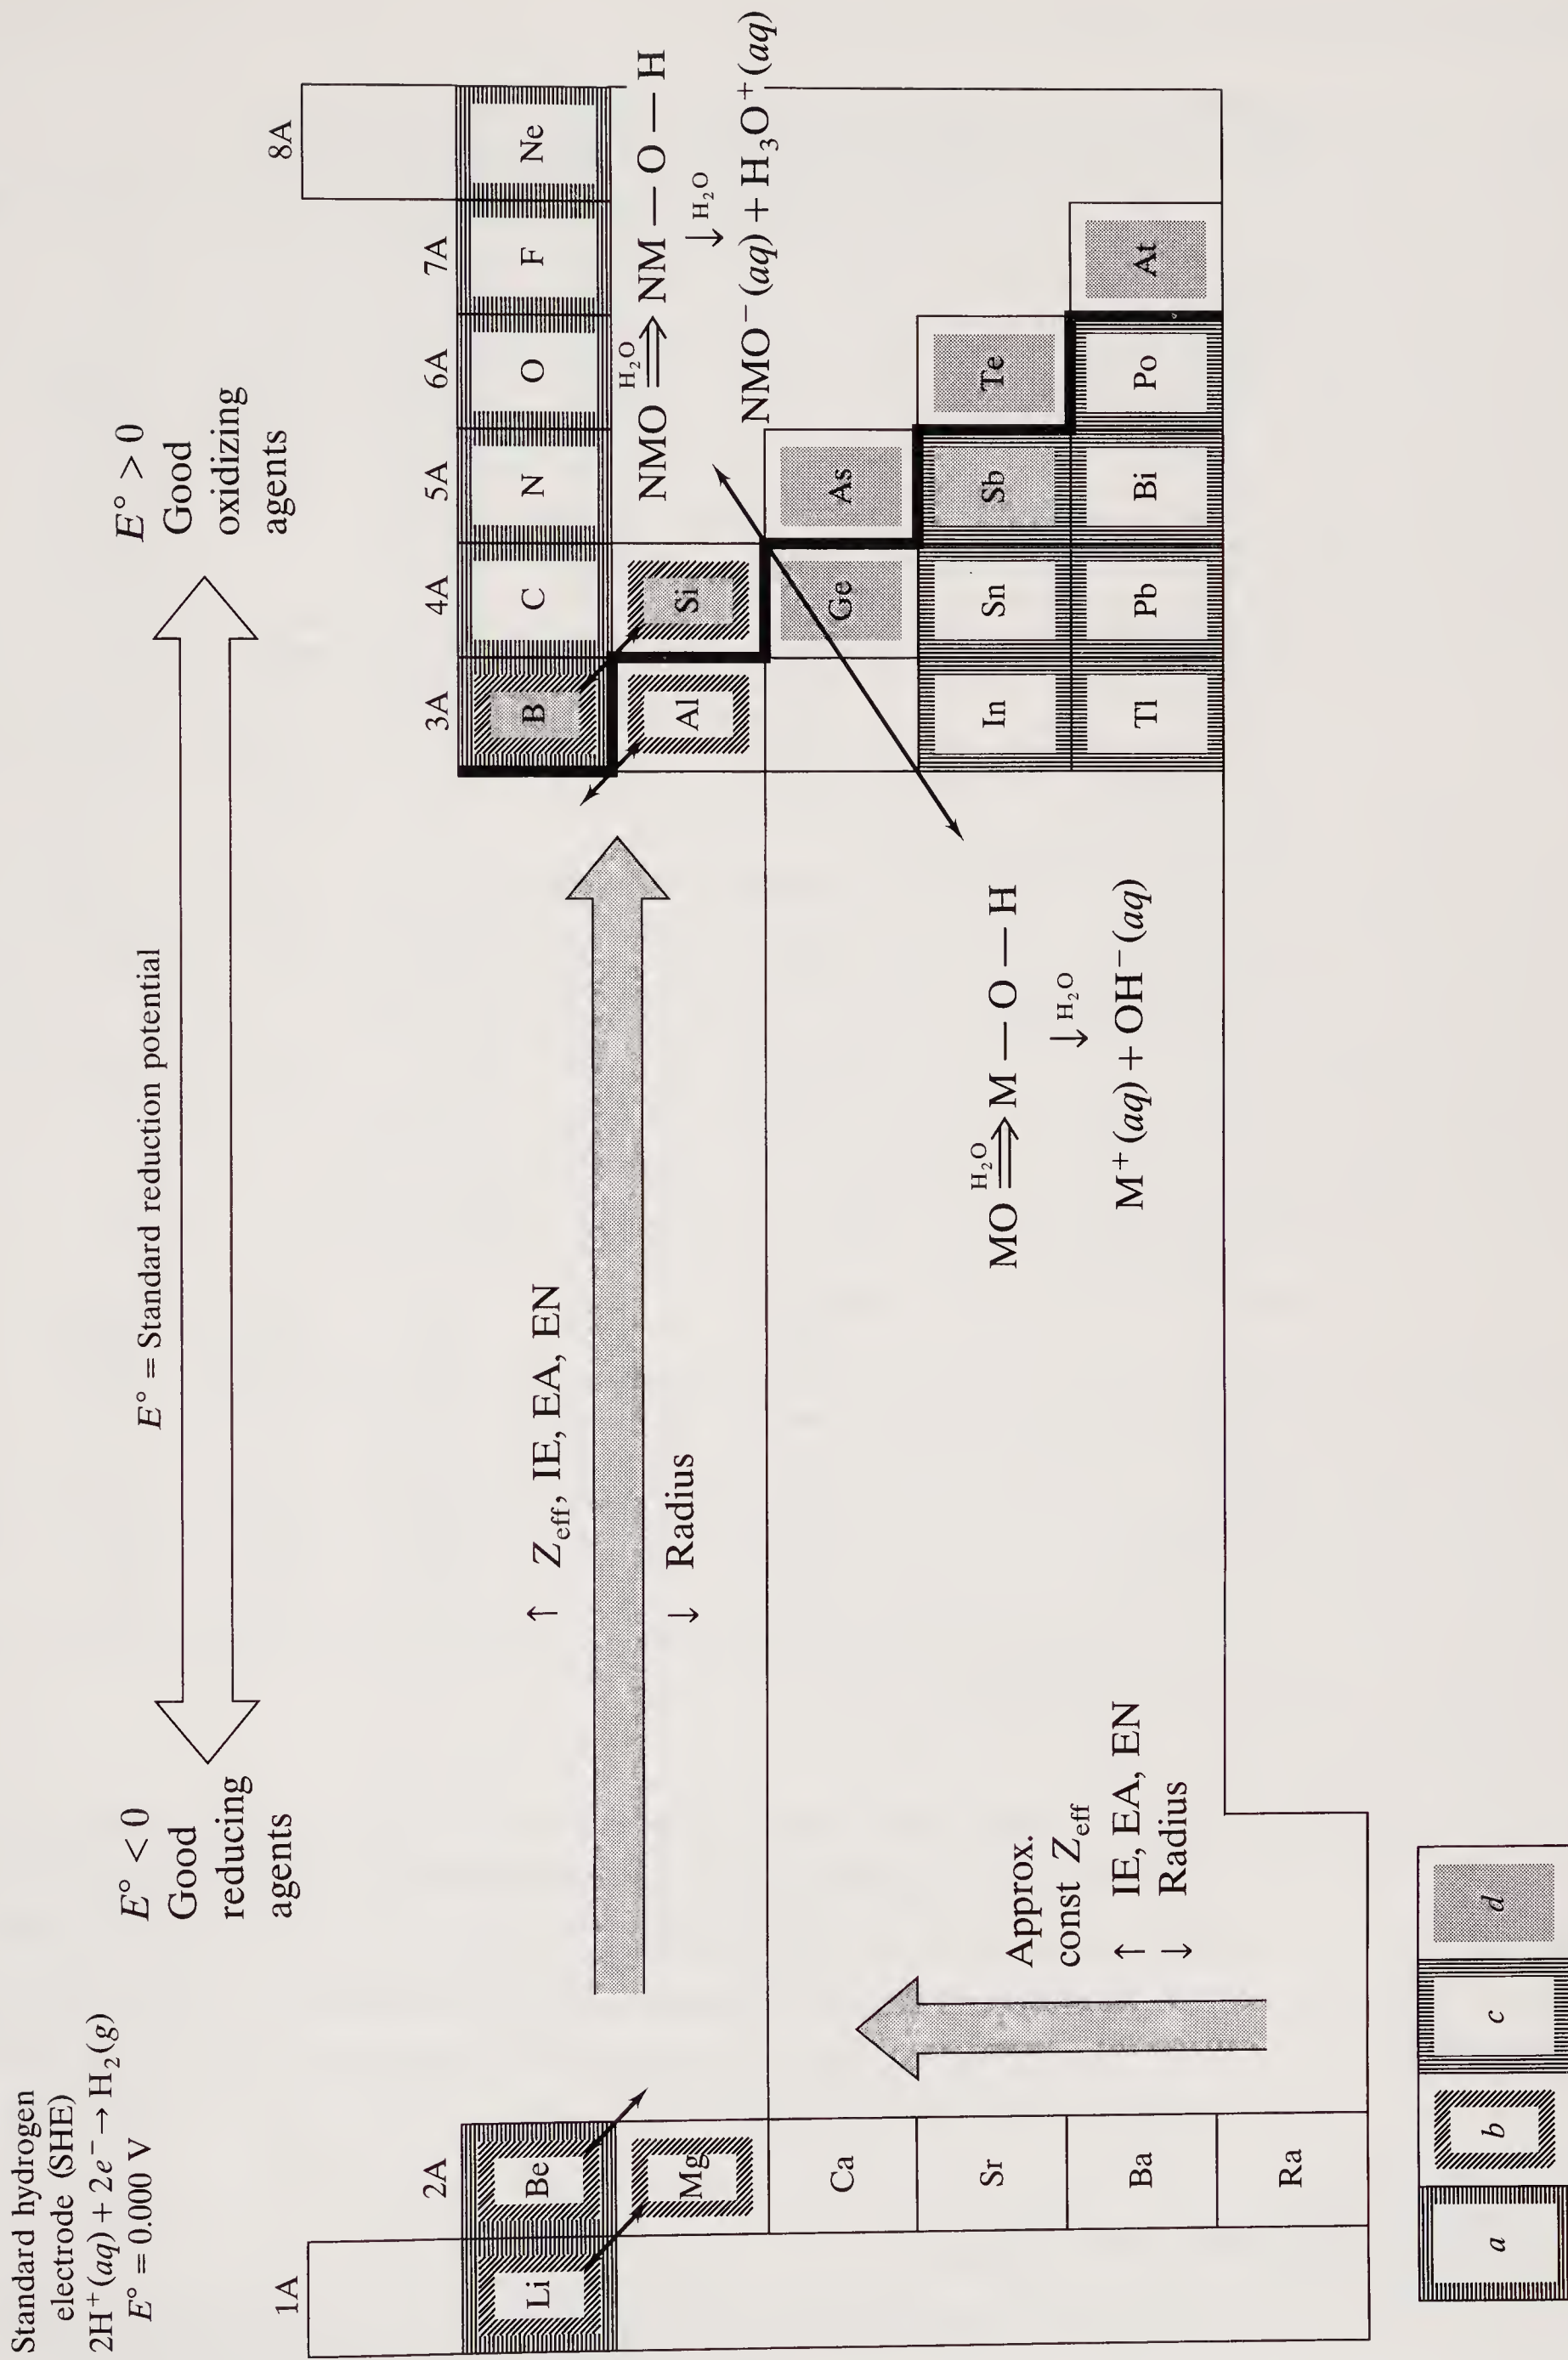 Standard hydrogen
electrode (SHE)
2H⁺(aq) + 2e⁻ → H₂(g)
E° = 0.000 V
E° < 0
Good
reducing
agents
E° = Standard reduction potential
E° > 0
Good
oxidizing
agents
1A
2A
3A
4A
5A
6A
7A
8A
Li
Be
B
C
N
O
F
Ne
Mg
Al
Si
↑ Z_eff, IE, EA, EN
↓ Radius
NMO ⟹ (H₂O) NM — O — H
↓ H₂O
NMO⁻(aq) + H₃O⁺(aq)
Ca
Ge
As
Sr
In
Sn
Sb
Te
Ba
Tl
Pb
Bi
Po
At
Ra
Approx.
const Z_eff
↑ IE, EA, EN
↓ Radius
MO ⟹ (H₂O) M — O — H
↓ H₂O
M⁺(aq) + OH⁻(aq)
a
b
c
d